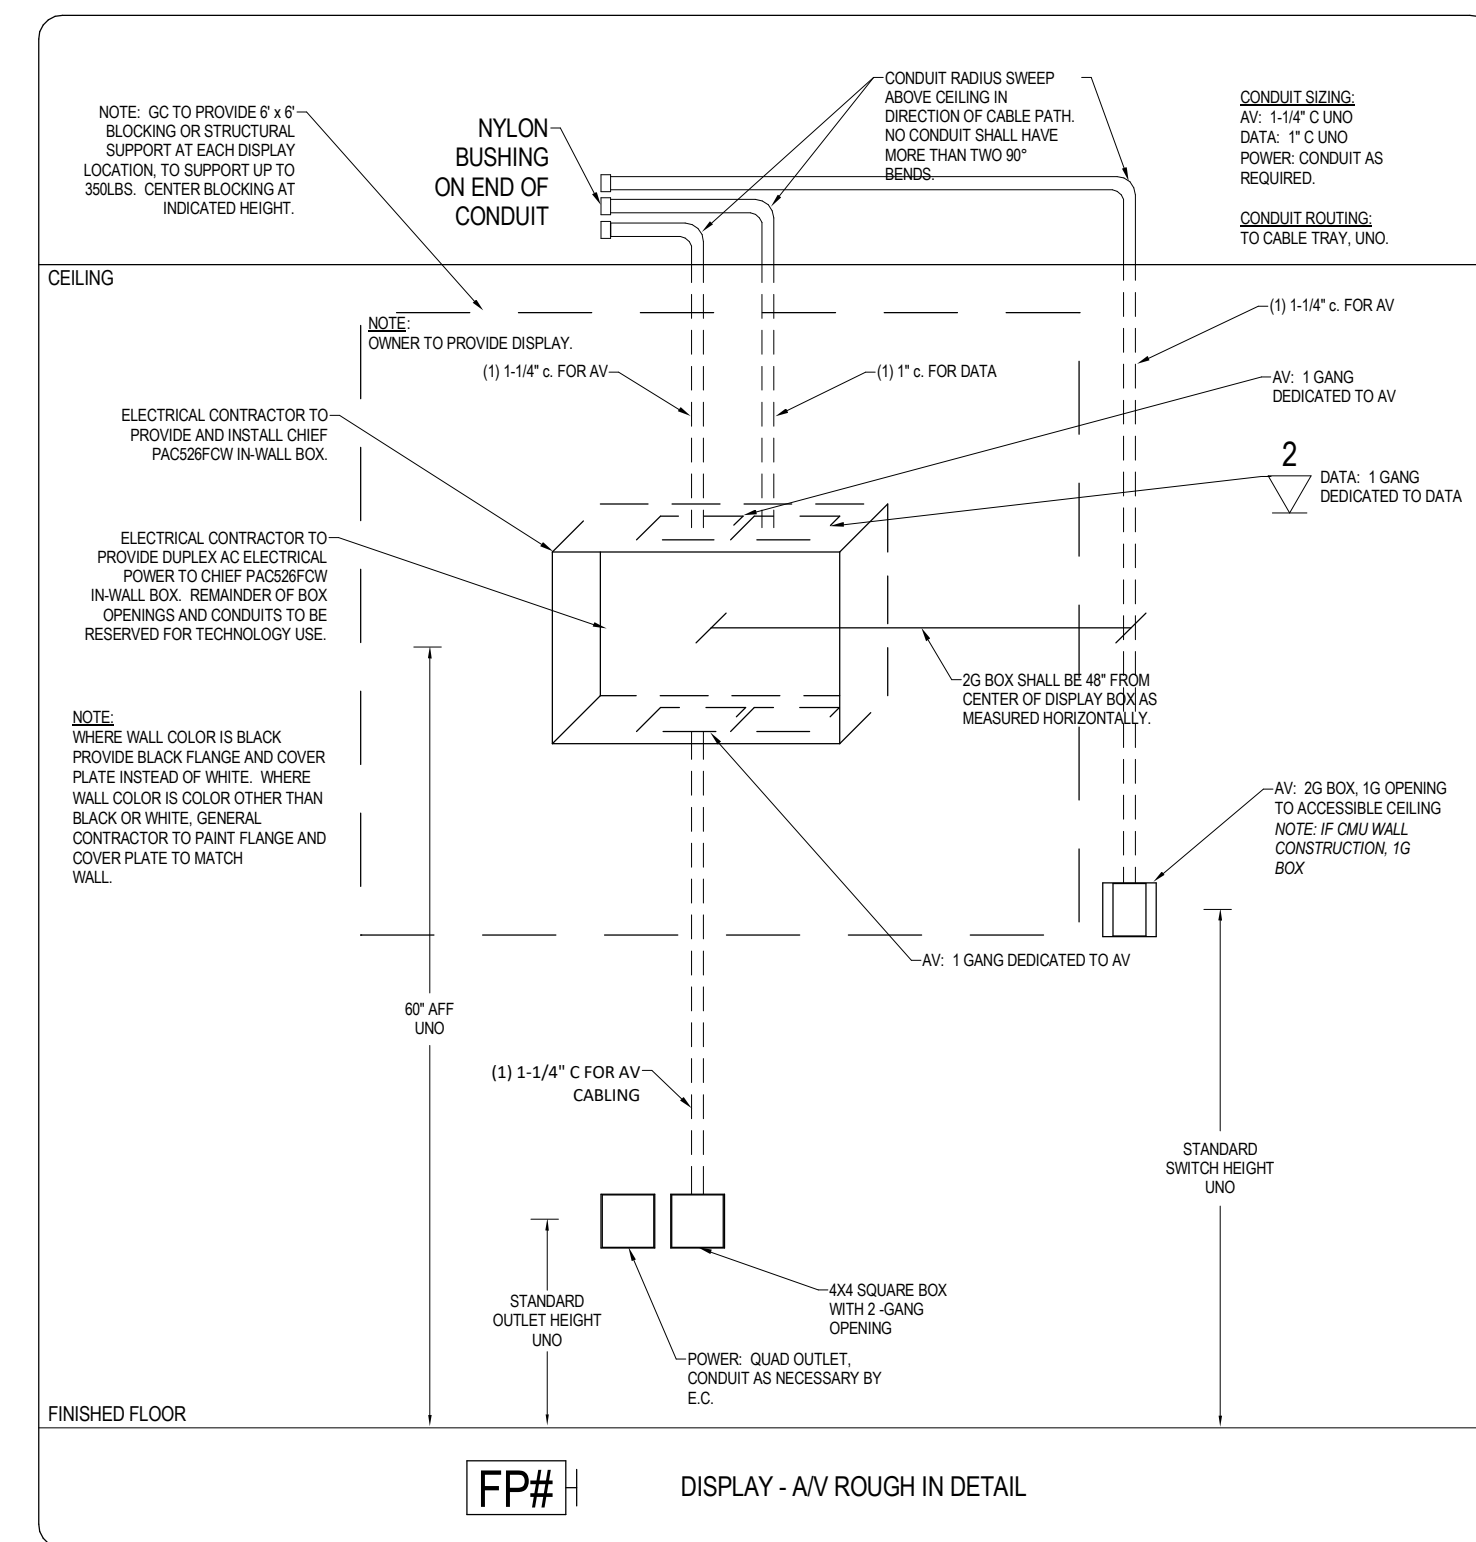 NOTE:  GC TO PROVIDE 6' x 6'
BLOCKING OR STRUCTURAL
SUPPORT AT EACH DISPLAY
LOCATION, TO SUPPORT UP TO
350LBS.  CENTER BLOCKING AT
INDICATED HEIGHT.
NYLON
BUSHING
ON END OF
CONDUIT
CONDUIT RADIUS SWEEP
ABOVE CEILING IN
DIRECTION OF CABLE PATH.
NO CONDUIT SHALL HAVE
MORE THAN TWO 90°
BENDS.
CONDUIT SIZING:
AV:  1-1/4" C UNO
DATA:  1" C UNO
POWER: CONDUIT AS
REQUIRED.
CONDUIT ROUTING:
TO CABLE TRAY, UNO.
CEILING
NOTE:
OWNER TO PROVIDE DISPLAY.
(1) 1-1/4" c. FOR AV
(1) 1" c. FOR DATA
(1) 1-1/4" c. FOR AV
AV:  1 GANG
DEDICATED TO AV
2
DATA:  1 GANG
DEDICATED TO DATA
ELECTRICAL CONTRACTOR TO
PROVIDE AND INSTALL CHIEF
PAC526FCW IN-WALL BOX.
ELECTRICAL CONTRACTOR TO
PROVIDE DUPLEX AC ELECTRICAL
POWER TO CHIEF PAC526FCW
IN-WALL BOX.  REMAINDER OF BOX
OPENINGS AND CONDUITS TO BE
RESERVED FOR TECHNOLOGY USE.
2G BOX SHALL BE 48" FROM
CENTER OF DISPLAY BOX AS
MEASURED HORIZONTALLY.
NOTE:
WHERE WALL COLOR IS BLACK
PROVIDE BLACK FLANGE AND COVER
PLATE INSTEAD OF WHITE.  WHERE
WALL COLOR IS COLOR OTHER THAN
BLACK OR WHITE, GENERAL
CONTRACTOR TO PAINT FLANGE AND
COVER PLATE TO MATCH
WALL.
AV:  2G BOX, 1G OPENING
TO ACCESSIBLE CEILING
NOTE: IF CMU WALL
CONSTRUCTION, 1G
BOX
AV:  1 GANG DEDICATED TO AV
60" AFF
UNO
(1) 1-1/4" C FOR AV
CABLING
STANDARD
SWITCH HEIGHT
UNO
STANDARD
OUTLET HEIGHT
UNO
4X4 SQUARE BOX
WITH 2 -GANG
OPENING
POWER:  QUAD OUTLET,
CONDUIT AS NECESSARY BY
E.C.
FINISHED FLOOR
FP#
DISPLAY - A/V ROUGH IN DETAIL